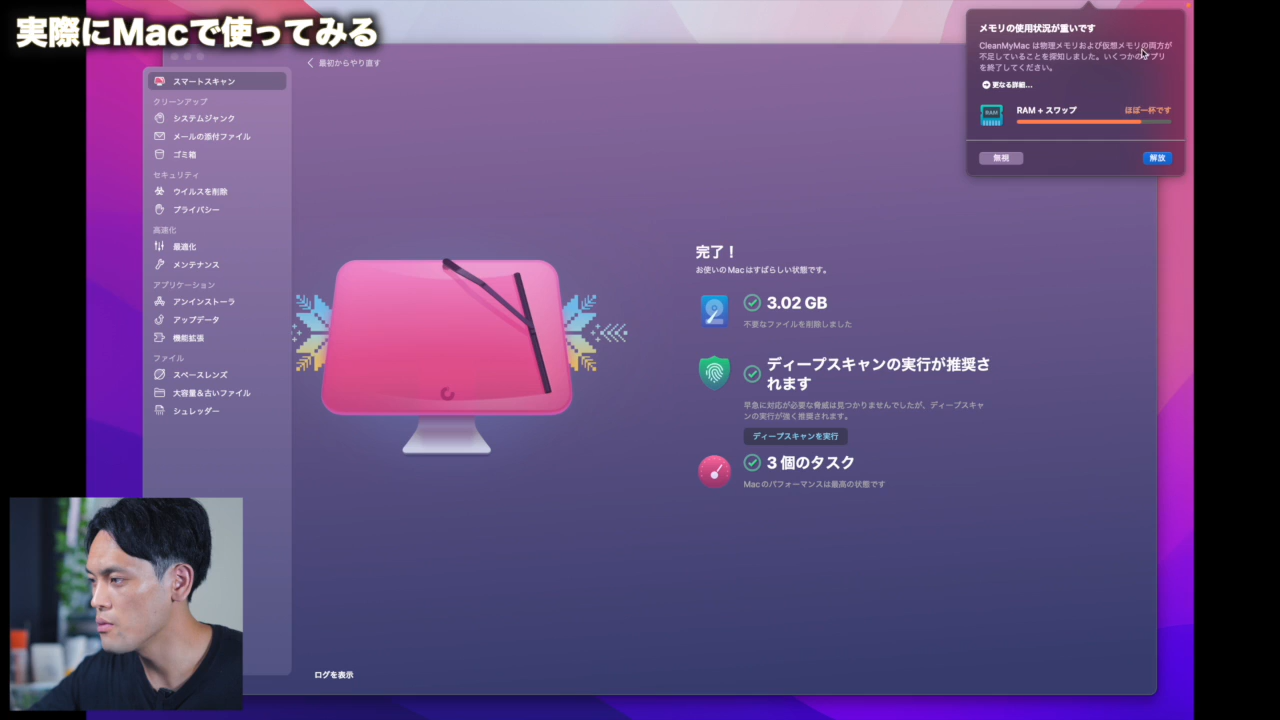 実際にMacで使ってみる
最初からやり直す
スマートスキャン
クリーンアップ
システムジャンク
メールの添付ファイル
ゴミ箱
セキュリティ
ウイルスを削除
プライバシー
高速化
最適化
メンテナンス
アプリケーション
アンインストーラ
アップデータ
機能拡張
ファイル
スペースレンズ
大容量&古いファイル
シュレッダー
完了！
お使いのMacはすばらしい状態です。
3.02 GB
不要なファイルを削除しました
ディープスキャンの実行が推奨さ
れます
早急に対応が必要な脅威は見つかりませんでしたが、ディープスキャ
ンの実行が強く推奨されます。
ディープスキャンを実行
3 個のタスク
Macのパフォーマンスは最高の状態です
ログを表示
メモリの使用状況が重いです
CleanMyMac は物理メモリおよび仮想メモリの両方が
不足していることを探知しました。いくつかのアプリ
を終了してください。
更なる詳細...
RAM
RAM + スワップ
ほぼ一杯です
無視
解放